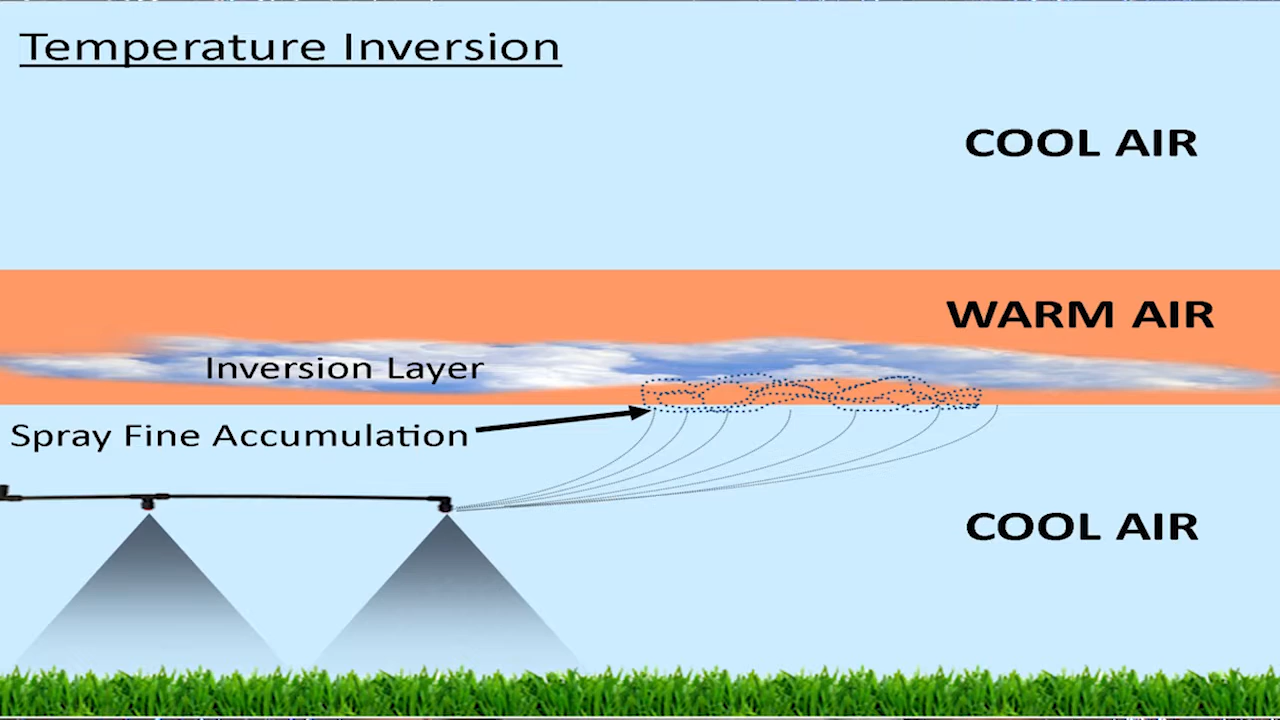 Temperature Inversion
COOL AIR
WARM AIR
Inversion Layer
Spray Fine Accumulation
COOL AIR